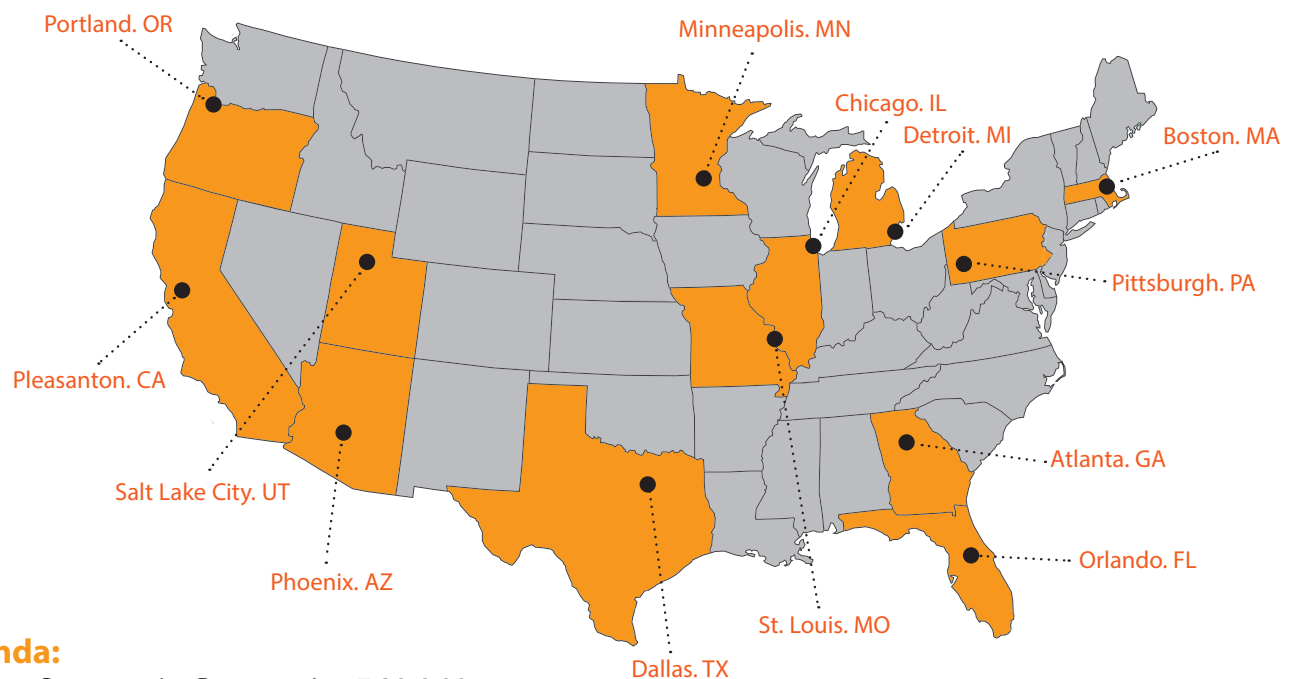 Portland. OR
Minneapolis. MN
Chicago. IL
Detroit. MI
Boston. MA
Pittsburgh. PA
Pleasanton. CA
Atlanta. GA
Salt Lake City. UT
Orlando. FL
Phoenix. AZ
St. Louis. MO
nda:
Dallas. TX